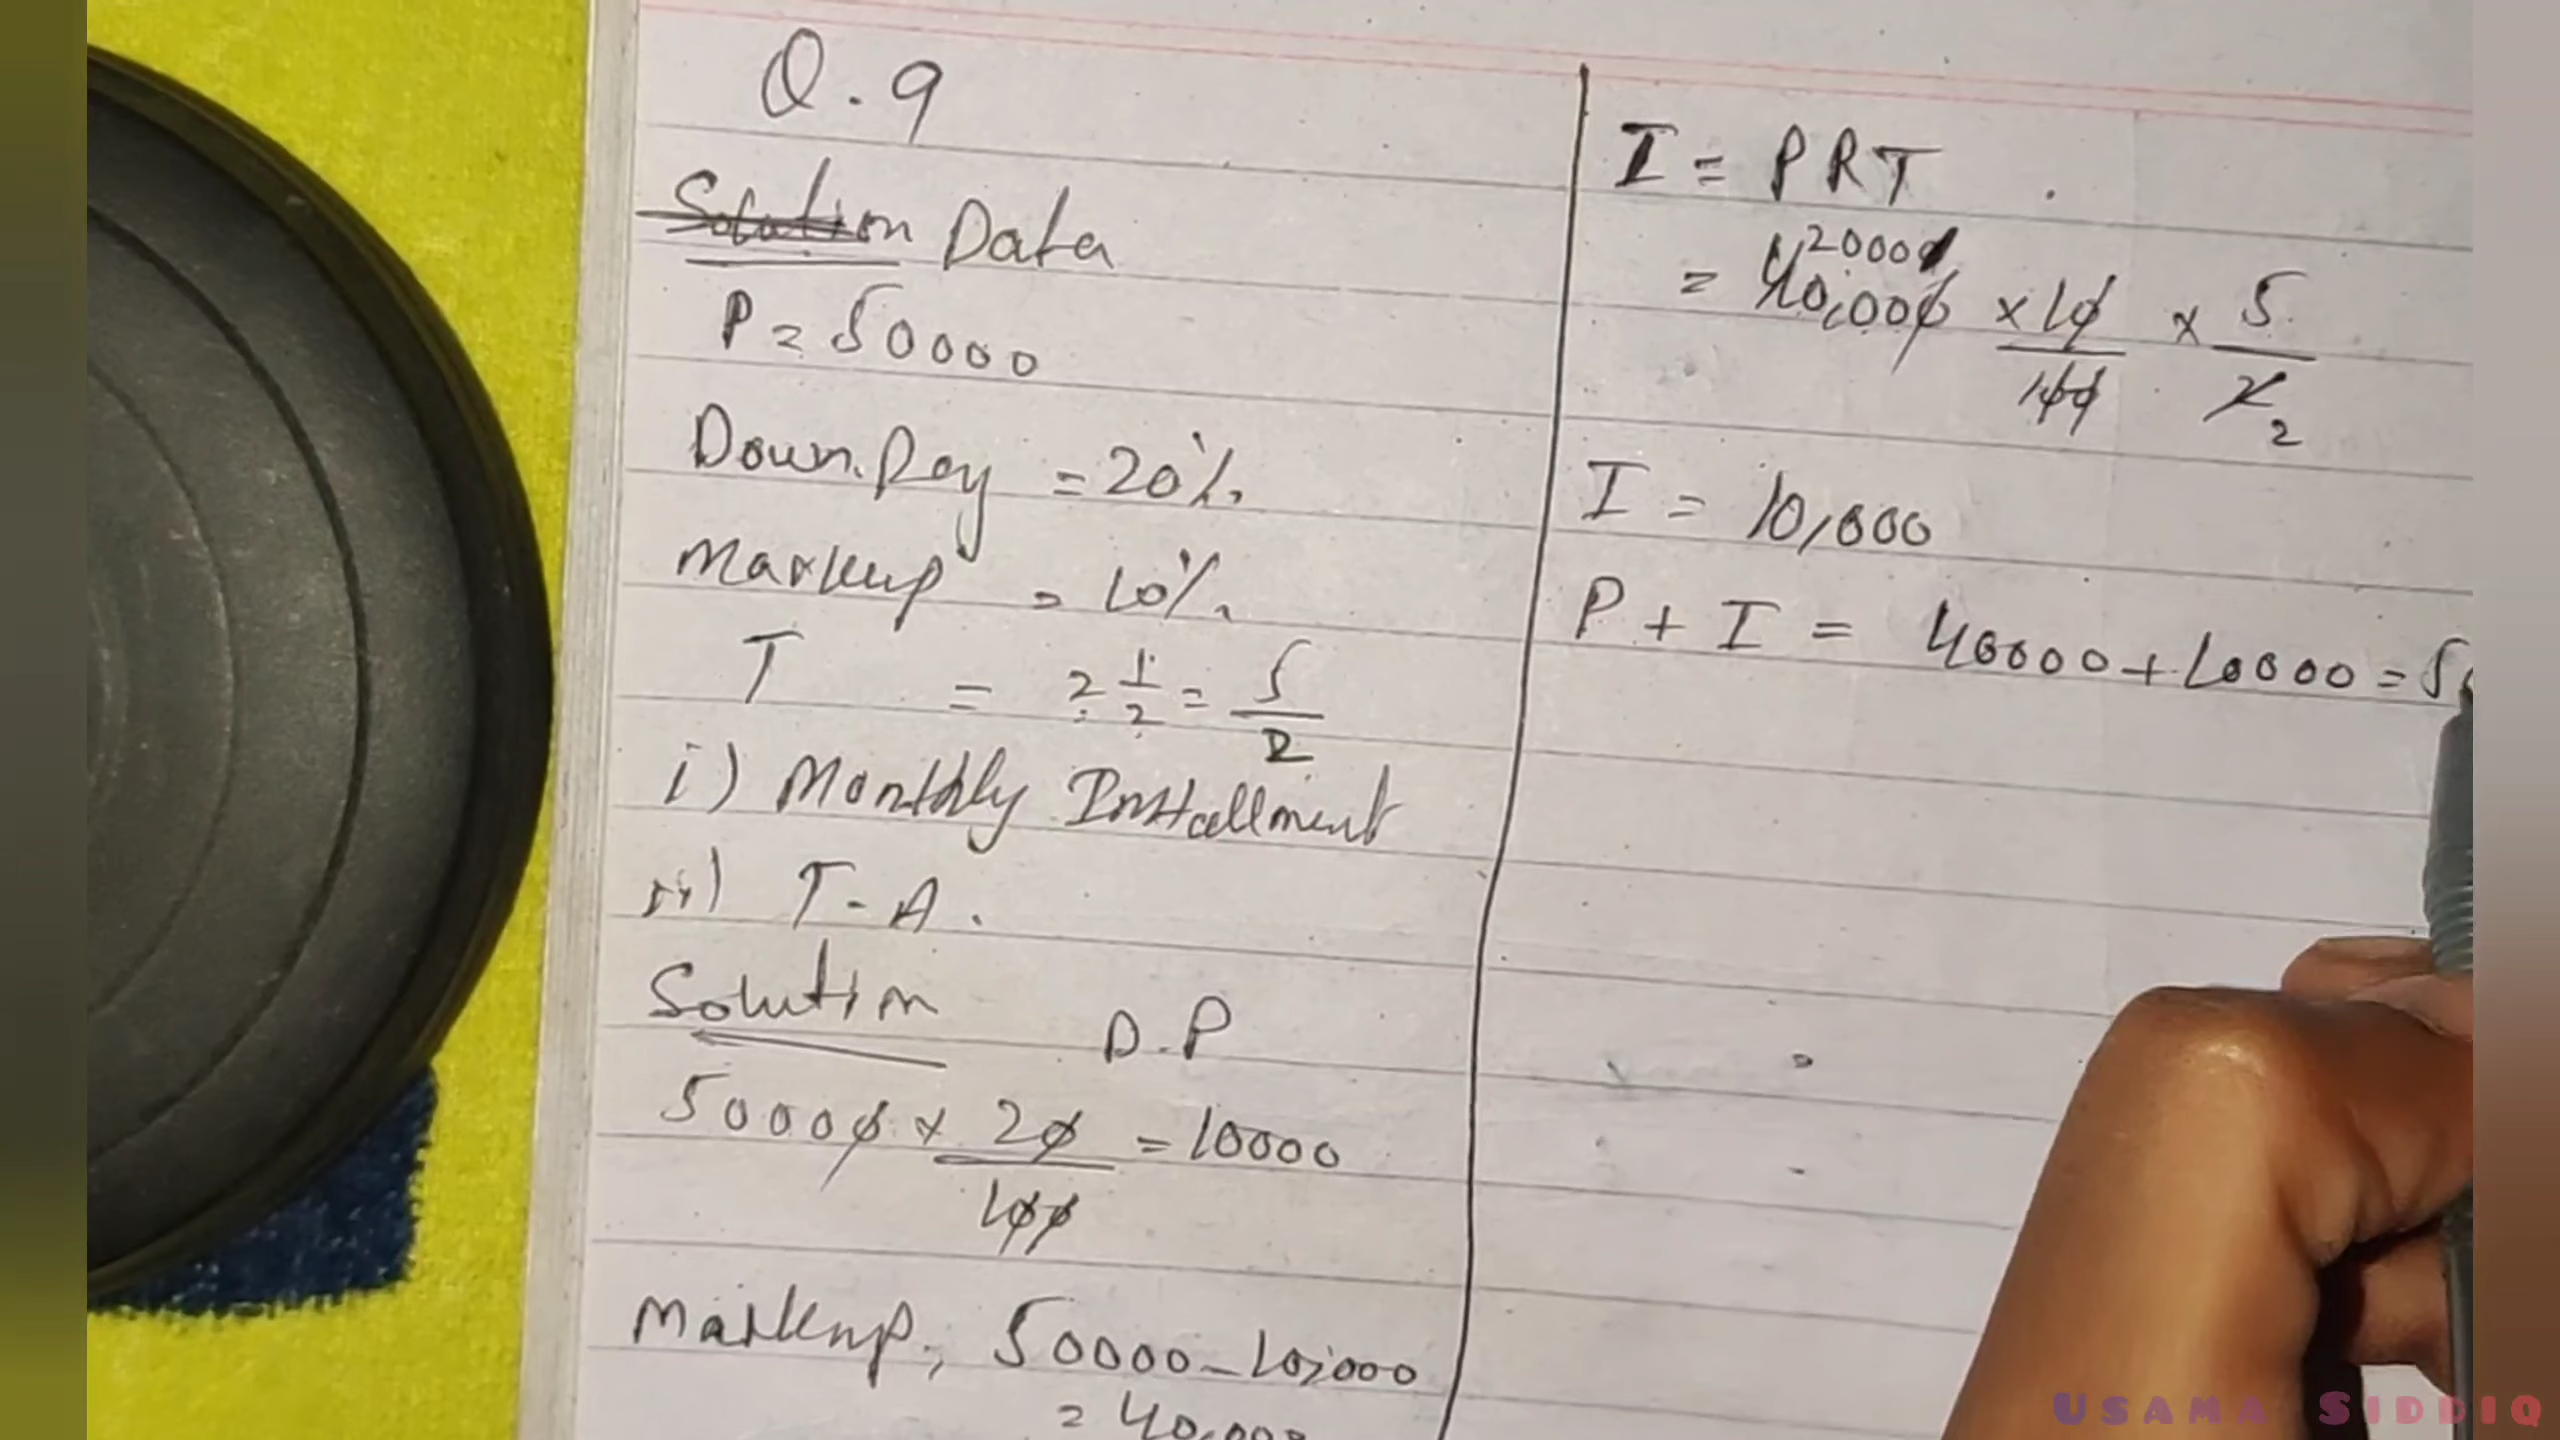 Q.9
Solution Data
P = 50000
Down.Pay = 20%.
Markup = 10%.
T = 2 1/2 = 5/2
i) Monthly Installment
ii) T-A.
Solution D.P
50000 x 20/100 = 10000
Markup, 50000-10,000
= 40,000
I = PRT
20000
= 40,000 x 10/100 x 5/2
2
I = 10,000
P + I = 40000+10000=5
USAMA SIDDIQ